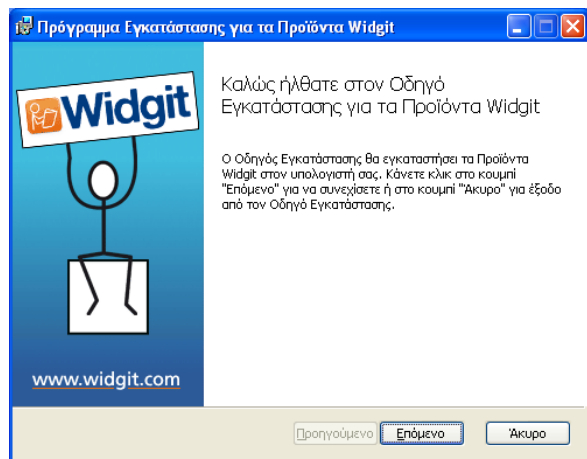 Πρόγραμμα Εγκατάστασης για τα Προϊόντα Widgit
Widgit
Καλώς ήλθατε στον Οδηγό
Εγκατάστασης για τα Προϊόντα Widgit
Ο Οδηγός Εγκατάστασης θα εγκαταστήσει τα Προϊόντα
Widgit στον υπολογιστή σας. Κάνετε κλικ στο κουμπί
"Επόμενο" για να συνεχίσετε ή στο κουμπί "Άκυρο" για έξοδο
από τον Οδηγό Εγκατάστασης.
www.widgit.com
Προηγούμενο
Επόμενο
Άκυρο